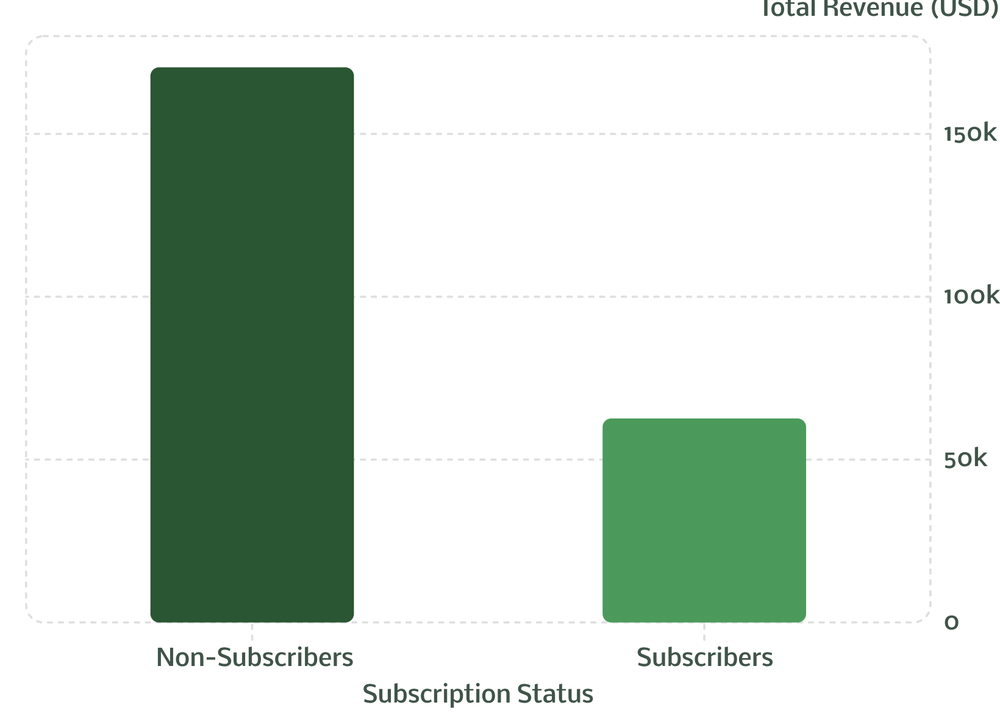 Total Revenue (USD)
150k
100k
50k
0
Non-Subscribers
Subscribers
Subscription Status